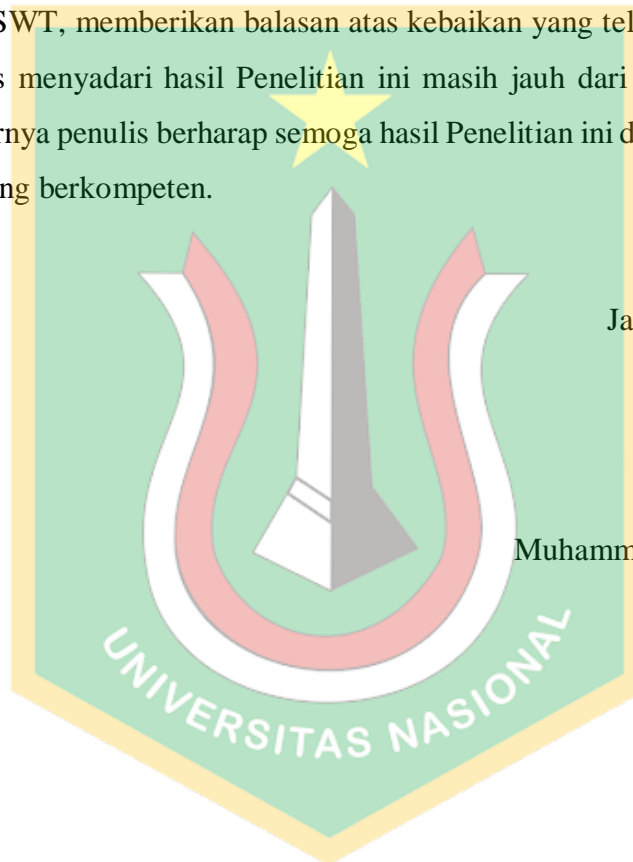 SWT, memberikan balasan atas kebaikan yang tel
s menyadari hasil Penelitian ini masih jauh dari
rnya penulis berharap semoga hasil Penelitian ini d
ng berkompeten.
Ja
Muhamm
UNIVERSITAS NASIONAL